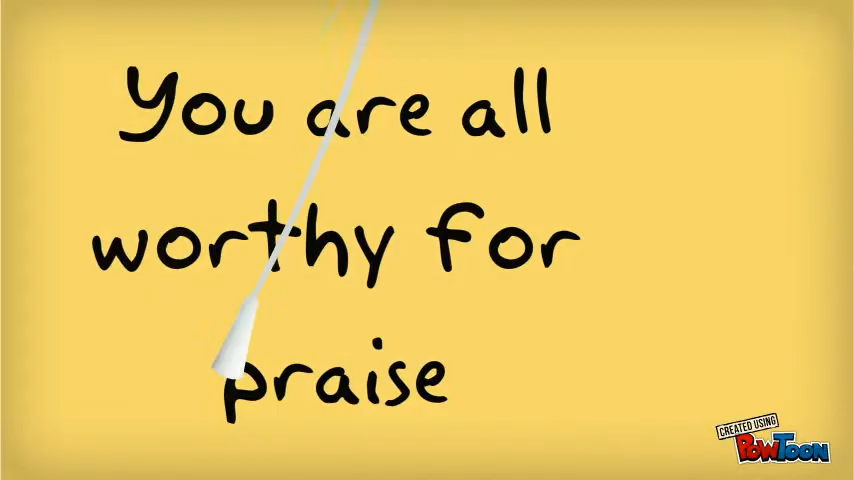 You are all
worthy for
praise
CREATED USING
POWTOON